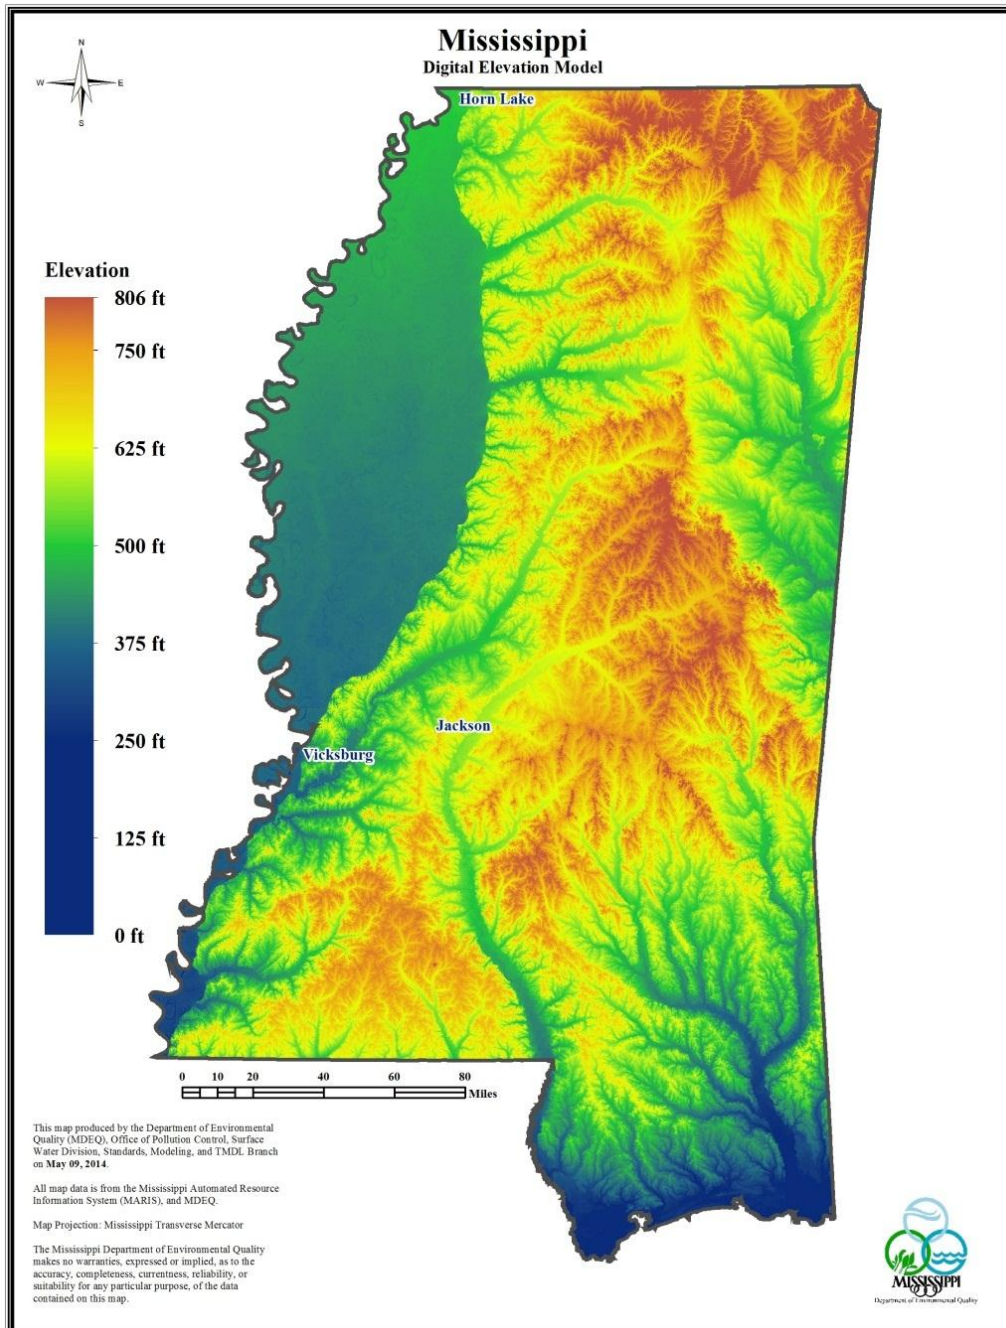 Mississippi
Digital Elevation Model
N
W E
S
Horn Lake
Elevation
806 ft
750 ft
625 ft
500 ft
375 ft
250 ft
125 ft
0 ft
Jackson
Vicksburg
0 10 20 40 60 80
Miles
This map produced by the Department of Environmental
Quality (MDEQ), Office of Pollution Control, Surface
Water Division, Standards, Modeling, and TMDL Branch
on May 09, 2014.
All map data is from the Mississippi Automated Resource
Information System (MARIS), and MDEQ.
Map Projection: Mississippi Transverse Mercator
The Mississippi Department of Environmental Quality
makes no warranties, expressed or implied, as to the
accuracy, completeness, currentness, reliability, or
suitability for any particular purpose, of the data
contained on this map.
MISSISSIPPI
Department of Environmental Quality